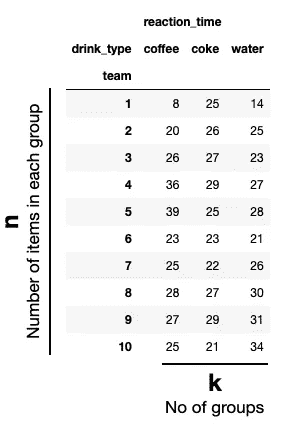 reaction_time
drink_type coffee coke water
team
1 8 25 14
2 20 26 25
3 26 27 23
4 36 29 27
5 39 25 28
6 23 23 21
7 25 22 26
8 28 27 30
9 27 29 31
10 25 21 34
n
Number of items in each group
k
No of groups